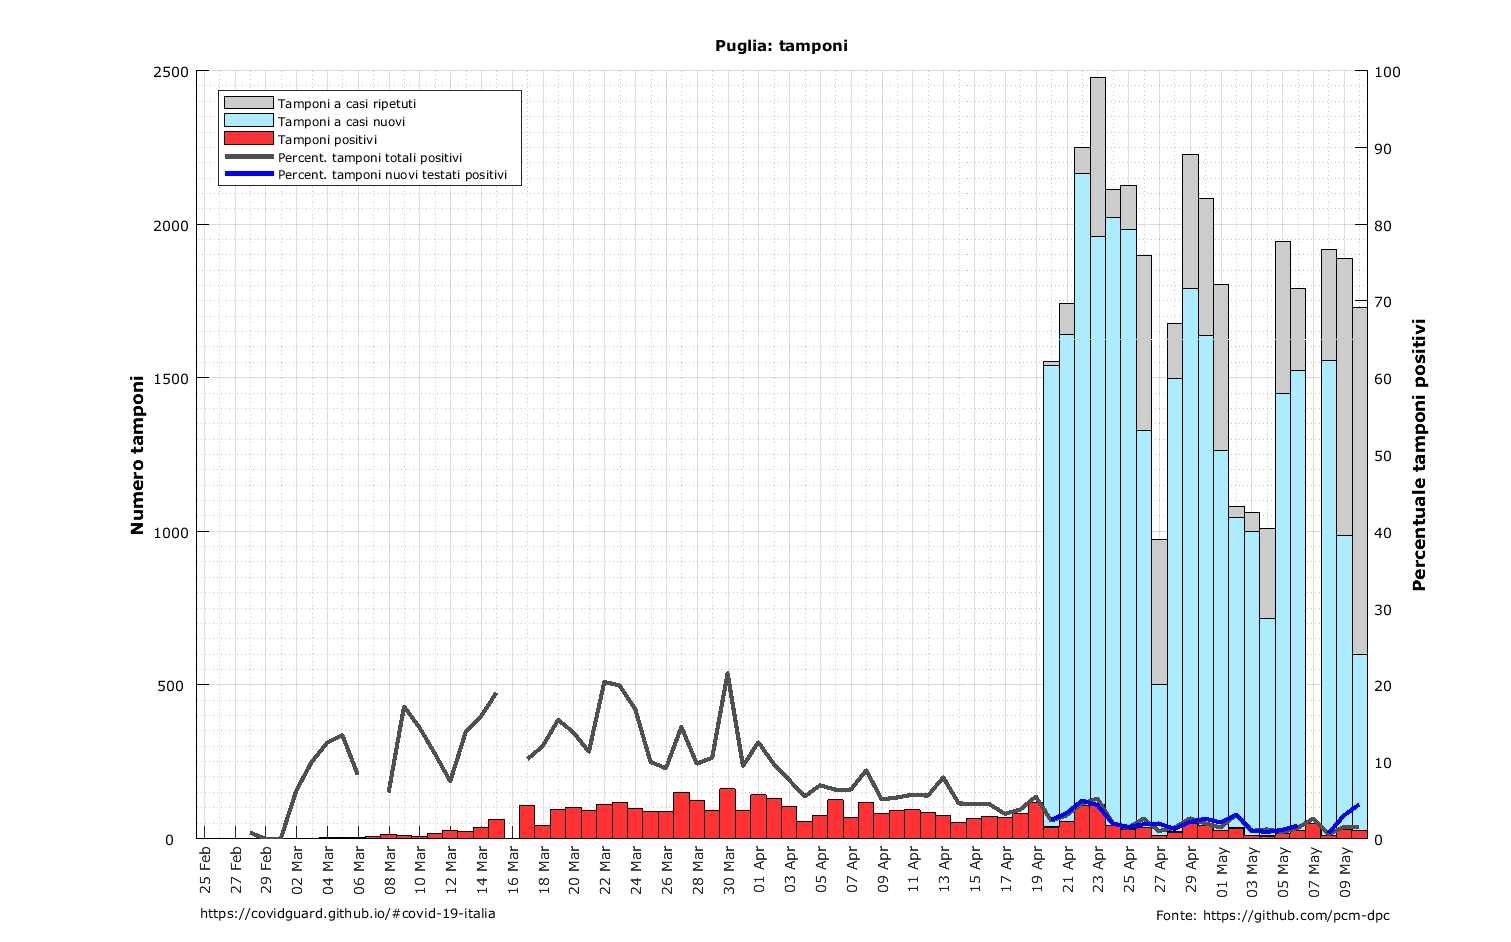 Puglia: tamponi
Tamponi a casi ripetuti
Tamponi a casi nuovi
Tamponi positivi
Percent. tamponi totali positivi
Percent. tamponi nuovi testati positivi
Numero tamponi
2500
2000
1500
1000
500
0
100
90
80
70
60
50
40
30
20
10
0
Percentuale tamponi positivi
25 Feb
27 Feb
29 Feb
02 Mar
04 Mar
06 Mar
08 Mar
10 Mar
12 Mar
14 Mar
16 Mar
18 Mar
20 Mar
22 Mar
24 Mar
26 Mar
28 Mar
30 Mar
01 Apr
03 Apr
05 Apr
07 Apr
09 Apr
11 Apr
13 Apr
15 Apr
17 Apr
19 Apr
21 Apr
23 Apr
25 Apr
27 Apr
29 Apr
01 May
03 May
05 May
07 May
09 May
https://covidguard.github.io/#covid-19-italia
Fonte: https://github.com/pcm-dpc